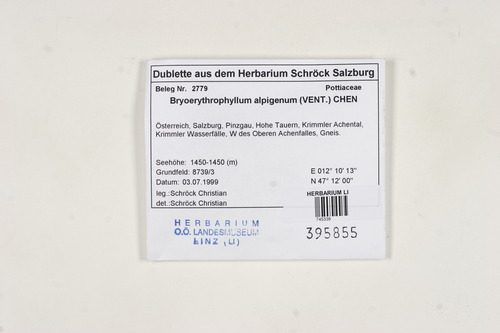 Dublette aus dem Herbarium Schröck Salzburg
Beleg Nr. 2779 Pottiaceae
Bryoerythrophyllum alpigenum (VENT.) CHEN
Österreich, Salzburg, Pinzgau, Hohe Tauern, Krimmler Achental,
Krimmler Wasserfälle, W des Oberen Achenfalles, Gneis.
Seehöhe: 1450-1450 (m)
Grundfeld: 8739/3 E 012° 10' 13"
Datum: 03.07.1999 N 47° 12' 00"
leg.:Schröck Christian
det.:Schröck Christian
HERBARIUM LI
HERBARIUM
O.Ö. LANDESMUSEUM
LINZ (LI)
395855